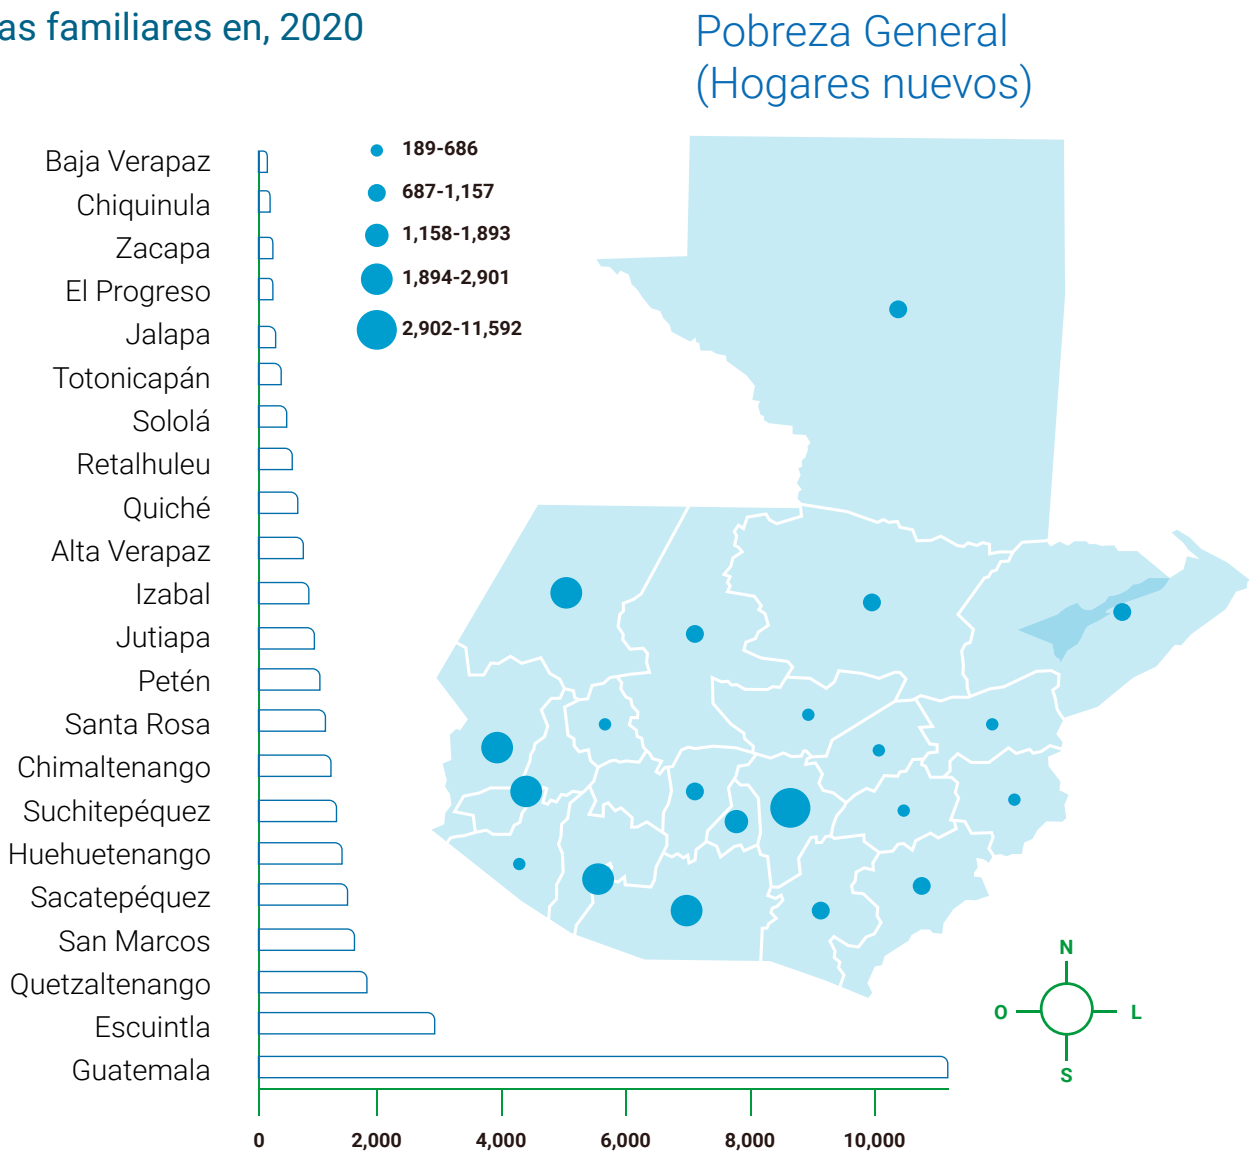 as familiares en, 2020
Pobreza General
(Hogares nuevos)
Baja Verapaz
Chiquinula
Zacapa
El Progreso
Jalapa
Totonicapán
Sololá
Retalhuleu
Quiché
Alta Verapaz
Izabal
Jutiapa
Petén
Santa Rosa
Chimaltenango
Suchitepéquez
Huehuetenango
Sacatepéquez
San Marcos
Quetzaltenango
Escuintla
Guatemala
0
2,000
4,000
6,000
8,000
10,000
189-686
687-1,157
1,158-1,893
1,894-2,901
2,902-11,592
N
O
L
S